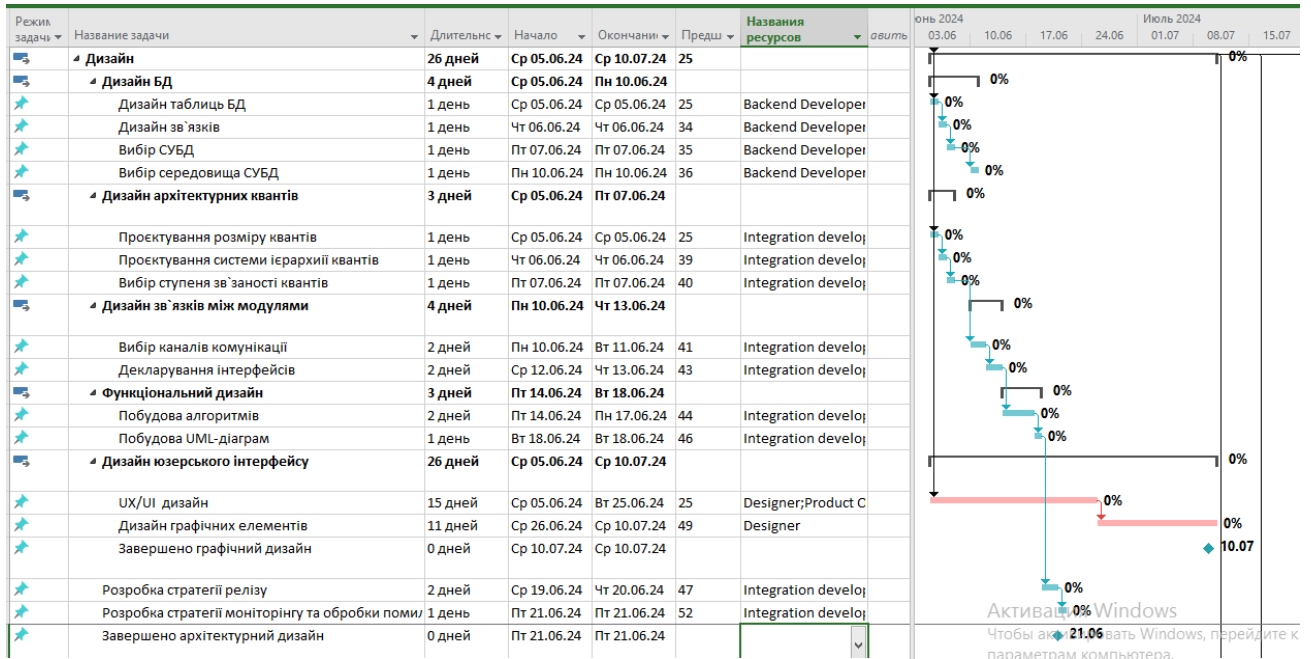 Режим задачи Название задачи Длительнс Начало Окончани Предш Названия ресурсов овить
юнь 2024 Июль 2024
03.06 10.06 17.06 24.06 01.07 08.07 15.07
Дизайн 26 дней Ср 05.06.24 Ср 10.07.24 25 0%
Дизайн БД 4 дней Ср 05.06.24 Пн 10.06.24 0%
Дизайн таблиць БД 1 день Ср 05.06.24 Ср 05.06.24 25 Backend Developer 0%
Дизайн зв`язків 1 день Чт 06.06.24 Чт 06.06.24 34 Backend Developer 0%
Вибір СУБД 1 день Пт 07.06.24 Пт 07.06.24 35 Backend Developer 0%
Вибір середовища СУБД 1 день Пн 10.06.24 Пн 10.06.24 36 Backend Developer 0%
Дизайн архітектурних квантів 3 дней Ср 05.06.24 Пт 07.06.24 0%
Проєктування розміру квантів 1 день Ср 05.06.24 Ср 05.06.24 25 Integration develop 0%
Проєктування системи ієрархиії квантів 1 день Чт 06.06.24 Чт 06.06.24 39 Integration develop 0%
Вибір ступеня зв`заності квантів 1 день Пт 07.06.24 Пт 07.06.24 40 Integration develop 0%
Дизайн зв`язків між модулями 4 дней Пн 10.06.24 Чт 13.06.24 0%
Вибір каналів комунікації 2 дней Пн 10.06.24 Вт 11.06.24 41 Integration develop 0%
Декларування інтерфейсів 2 дней Ср 12.06.24 Чт 13.06.24 43 Integration develop 0%
Функціональний дизайн 3 дней Пт 14.06.24 Вт 18.06.24 0%
Побудова алгоритмів 2 дней Пт 14.06.24 Пн 17.06.24 44 Integration develop 0%
Побудова UML-діаграм 1 день Вт 18.06.24 Вт 18.06.24 46 Integration develop 0%
Дизайн юзерського інтерфейсу 26 дней Ср 05.06.24 Ср 10.07.24 0%
UX/UI дизайн 15 дней Ср 05.06.24 Вт 25.06.24 25 Designer;Product O 0%
Дизайн графічних елементів 11 дней Ср 26.06.24 Ср 10.07.24 49 Designer 0%
Завершено графічний дизайн 0 дней Ср 10.07.24 Ср 10.07.24 10.07
Розробка стратегії релізу 2 дней Ср 19.06.24 Чт 20.06.24 47 Integration develop 0%
Розробка стратегії моніторінгу та обробки помил 1 день Пт 21.06.24 Пт 21.06.24 52 Integration develop 0%
Завершено архітектурний дизайн 0 дней Пт 21.06.24 Пт 21.06.24 21.06
Активация Windows
Чтобы активировать Windows, перейдите к
параметрам компьютера.